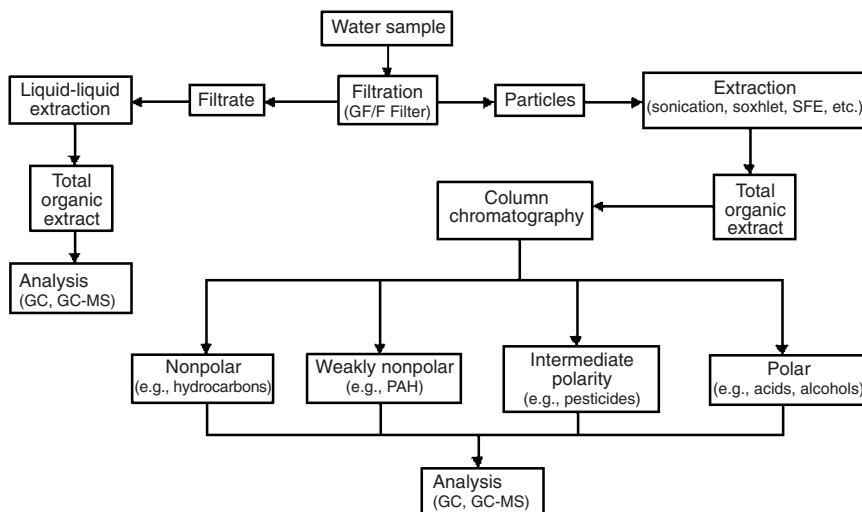 Water sample
Liquid-liquid
extraction
Filtrate
Filtration
(GF/F Filter)
Particles
Extraction
(sonication, soxhlet, SFE, etc.)
Total
organic
extract
Column
chromatography
Total
organic
extract
Analysis
(GC, GC-MS)
Nonpolar
(e.g., hydrocarbons)
Weakly nonpolar
(e.g., PAH)
Intermediate
polarity
(e.g., pesticides)
Polar
(e.g., acids, alcohols)
Analysis
(GC, GC-MS)